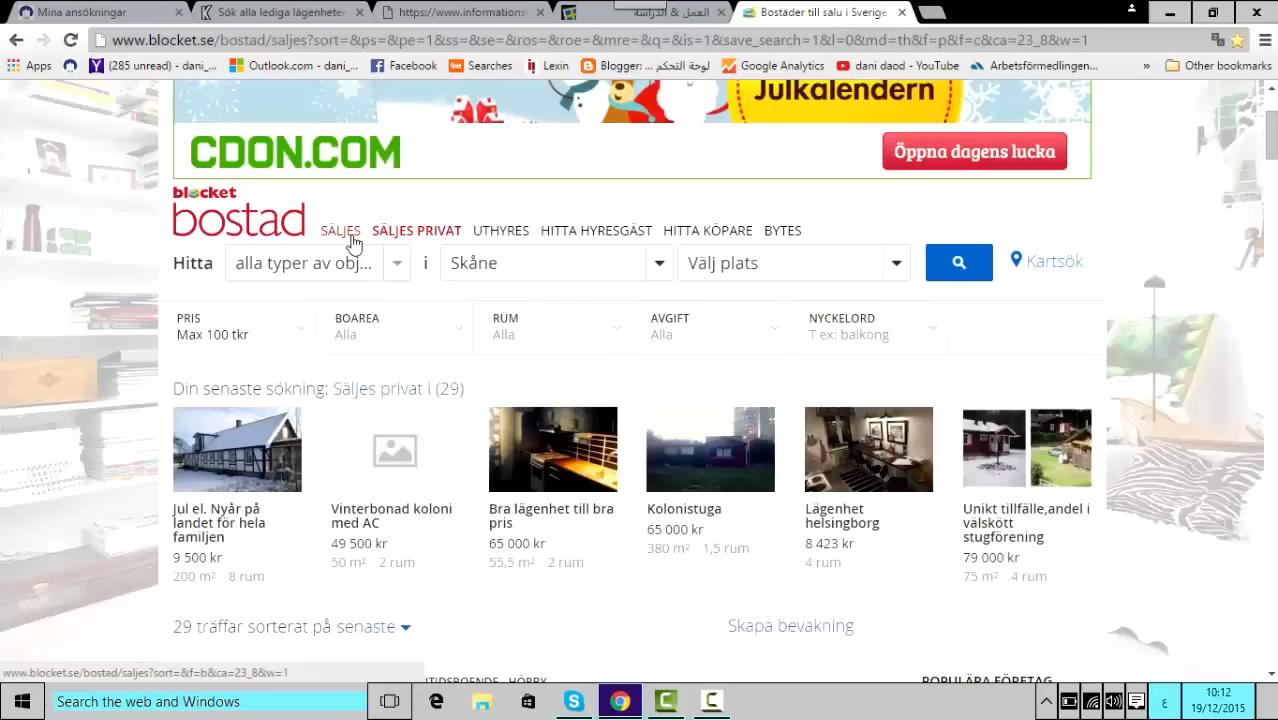 Mina ansökningar
Sök alla lediga lägenheter
https://www.informationsv
العمل & الدراسة
Bostäder till salu i Sverige
www.blocket.se/bostad/saljes?sort=&ps=&pe=1&ss=&se=&ros=&roe=&mre=&q=&is=1&save_search=1&l=0&md=th&f=p&f=c&ca=23_8&w=1
Apps
(285 unread) - dani_...
Outlook.com - dani_...
Facebook
Searches
Lexin
Blogger: ...لوحة التحكم
Google Analytics
dani daod - YouTube
Arbetsförmedlingen...
»
Other bookmarks
Julkalendern
CDON.COM
Öppna dagens lucka
blocket
bostad
SÄLJES SÄLJES PRIVAT UTHYRES HITTA HYRESGÄST HITTA KÖPARE BYTES
Hitta alla typer av obj... i Skåne Välj plats Kartsök
PRIS BOAREA RUM AVGIFT NYCKELORD
Max 100 tkr Alla Alla Alla T ex: balkong
Din senaste sökning: Säljes privat i (29)
Jul el. Nyår på
landet för hela
familjen
9 500 kr
200 m² 8 rum
Vinterbonad koloni
med AC
49 500 kr
50 m² 2 rum
Bra lägenhet till bra
pris
65 000 kr
55,5 m² 2 rum
Kolonistuga
65 000 kr
380 m² 1,5 rum
Lägenhet
helsingborg
8 423 kr
4 rum
Unikt tillfälle,andel i
välskött
stugförening
79 000 kr
75 m² 4 rum
29 träffar sorterat på senaste
Skapa bevakning
www.blocket.se/bostad/saljes?sort=&f=b&ca=23_8&w=1
TIDSBOENDE HÖRBY
POPULÄRA FÖRETAG
Search the web and Windows
ع
10:12
19/12/2015